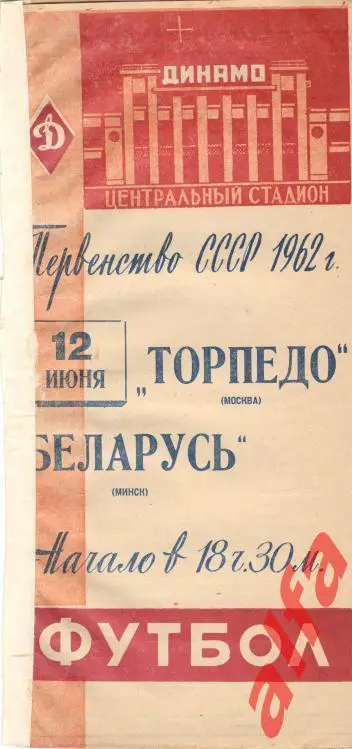 ДИНАМО
Д
ЦЕНТРАЛЬНЫЙ СТАДИОН
Первенство СССР 1962 г.
12
ИЮНЯ
„ТОРПЕДО“
(МОСКВА)
БЕЛАРУСЬ“
(МИНСК)
Начало в 18 ч. 30 м.
ФУТБОЛ
alfa